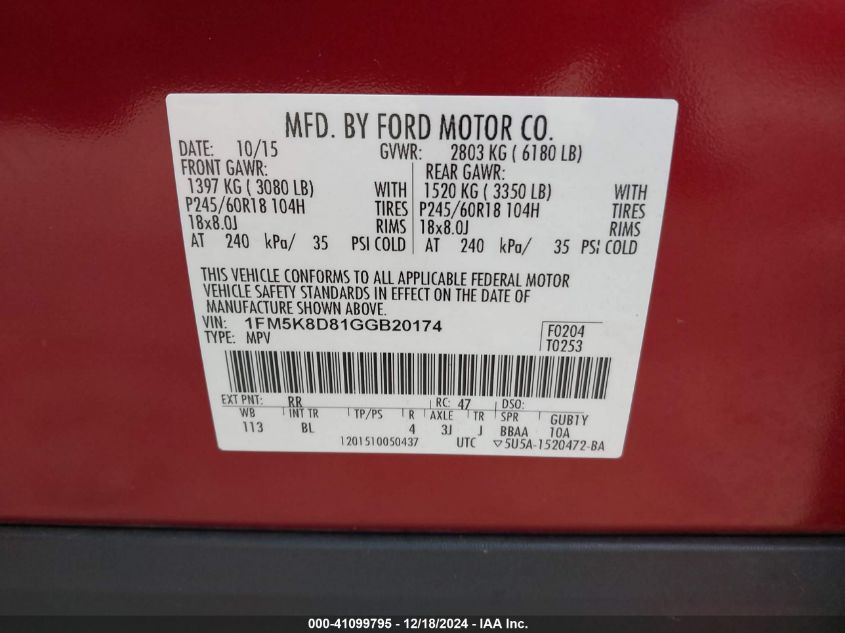 MFD. BY FORD MOTOR CO.
DATE: 10/15 GVWR: 2803 KG ( 6180 LB)
FRONT GAWR: REAR GAWR:
1397 KG ( 3080 LB) WITH 1520 KG ( 3350 LB) WITH
P245/60R18 104H TIRES P245/60R18 104H TIRES
18x8.0J RIMS 18x8.0J RIMS
AT 240 kPa/ 35 PSI COLD AT 240 kPa/ 35 PSI COLD
THIS VEHICLE CONFORMS TO ALL APPLICABLE FEDERAL MOTOR
VEHICLE SAFETY STANDARDS IN EFFECT ON THE DATE OF
MANUFACTURE SHOWN ABOVE.
VIN: 1FM5K8D81GGB20174 F0204
TYPE: MPV T0253
EXT PNT: RR RC: 47 DSO:
WB INT TR TP/PS R AXLE TR SPR GUBTY
113 BL 4 3J J BBAA 10A
1201510050437 UTC ▽5U5A-1520472-BA
000-41099795 - 12/18/2024 - IAA Inc.